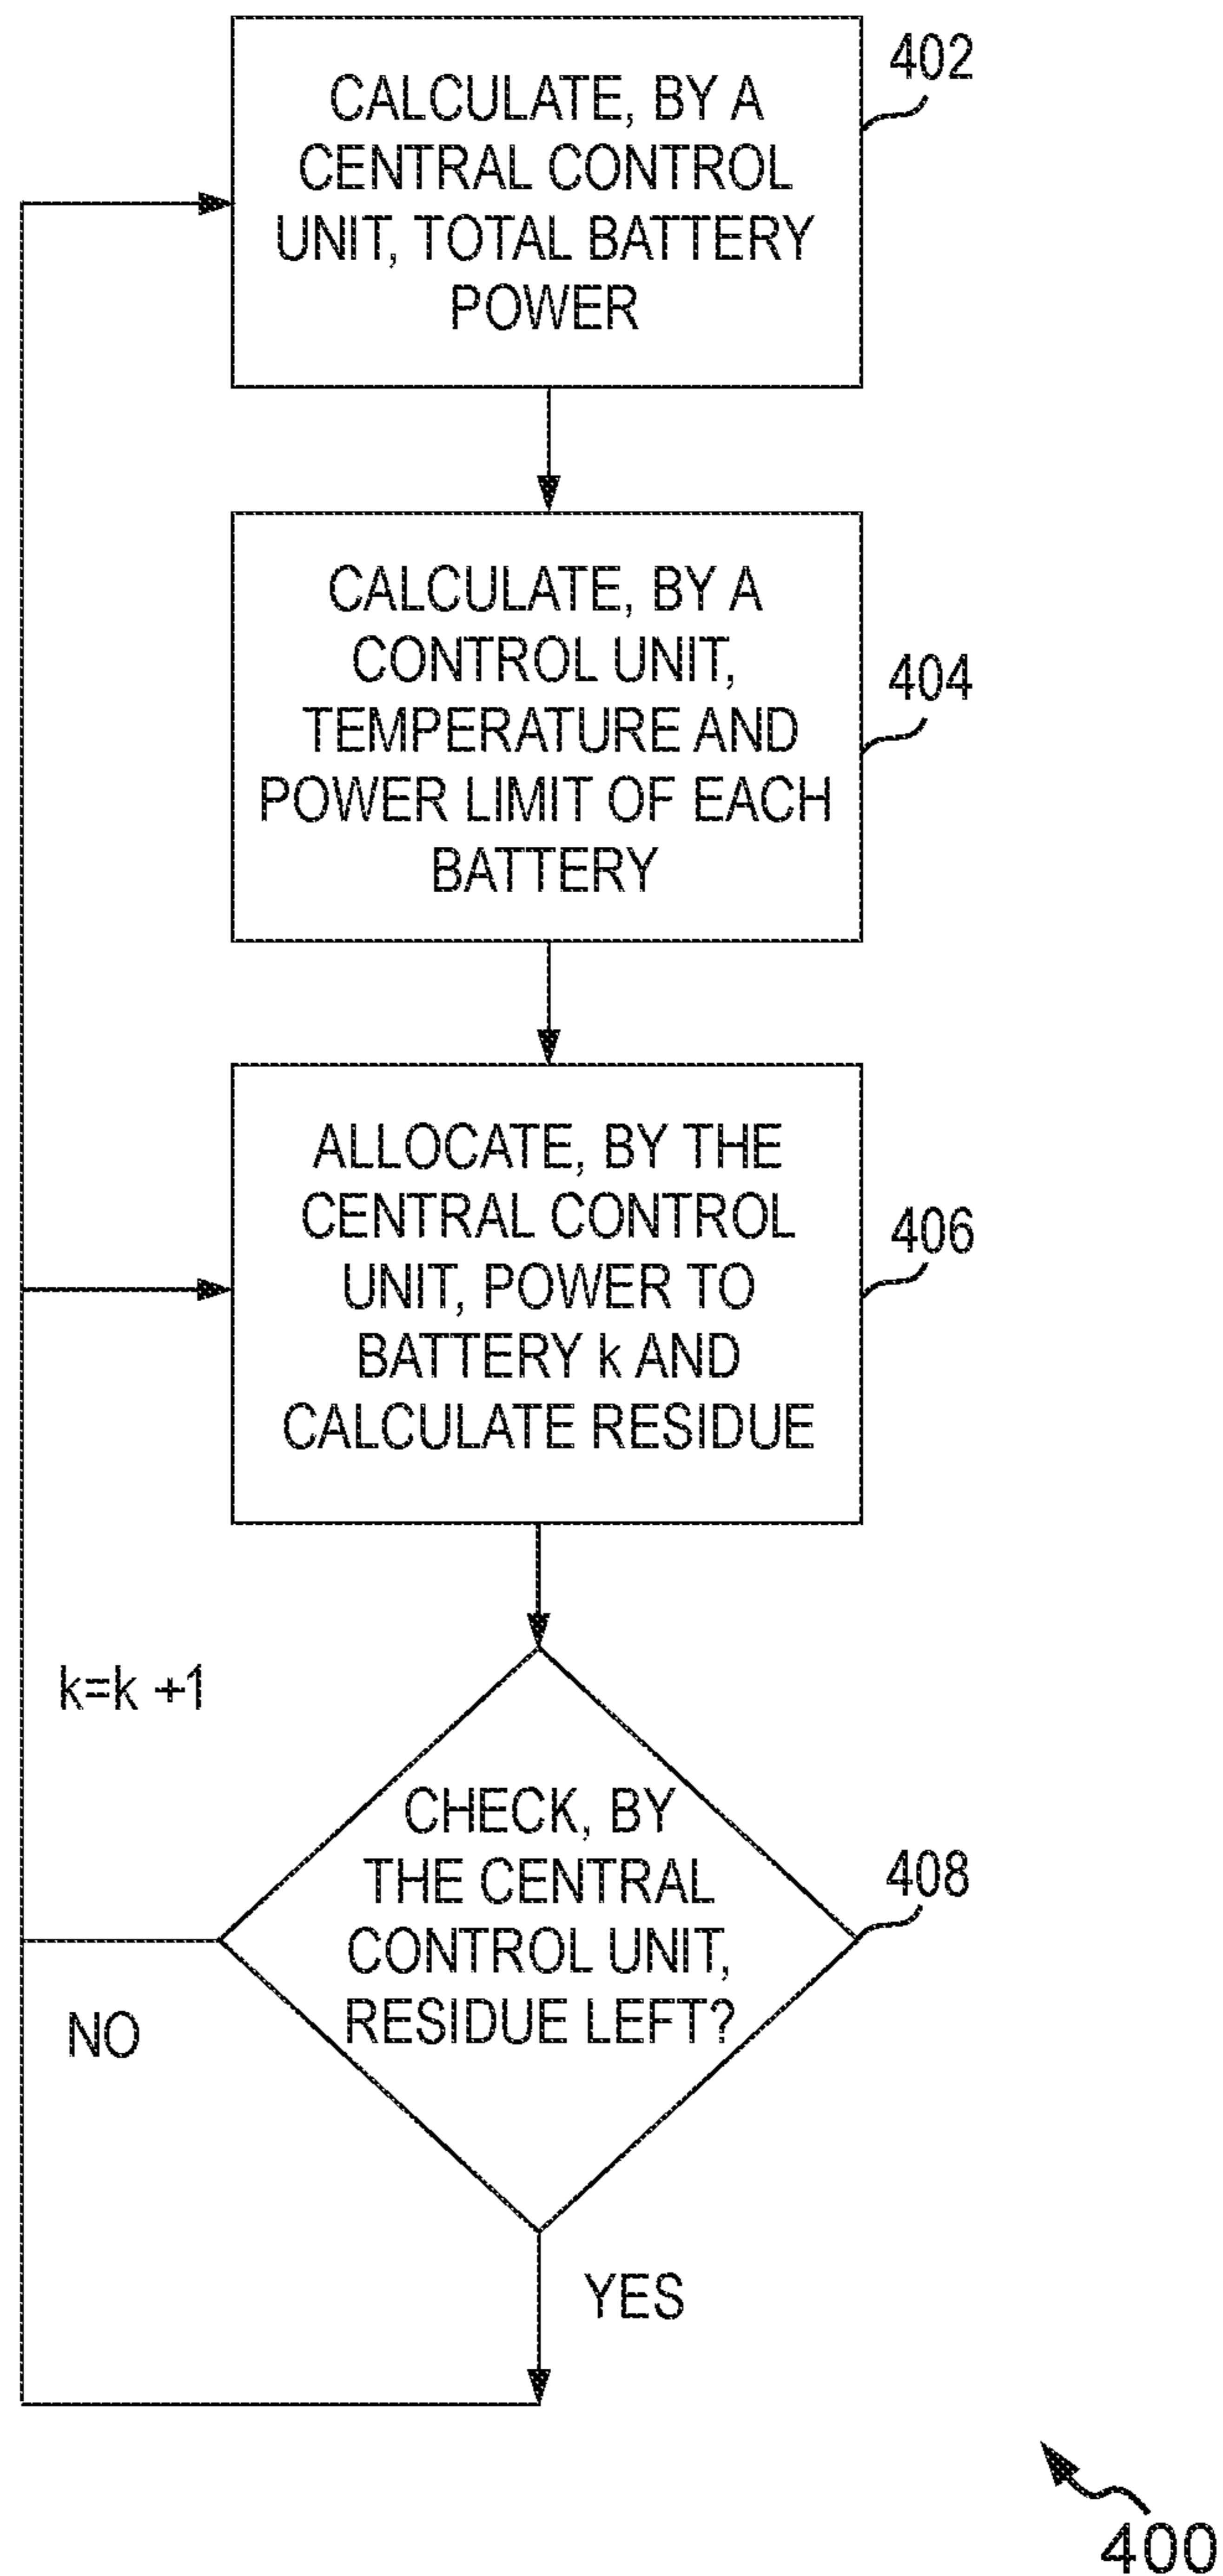 CALCULATE, BY A
CENTRAL CONTROL
UNIT, TOTAL BATTERY
POWER
402
CALCULATE, BY A
CONTROL UNIT,
TEMPERATURE AND
POWER LIMIT OF EACH
BATTERY
404
ALLOCATE, BY THE
CENTRAL CONTROL
UNIT, POWER TO
BATTERY k AND
CALCULATE RESIDUE
406
k=k +1
CHECK, BY
THE CENTRAL
CONTROL UNIT,
RESIDUE LEFT?
408
NO
YES
400